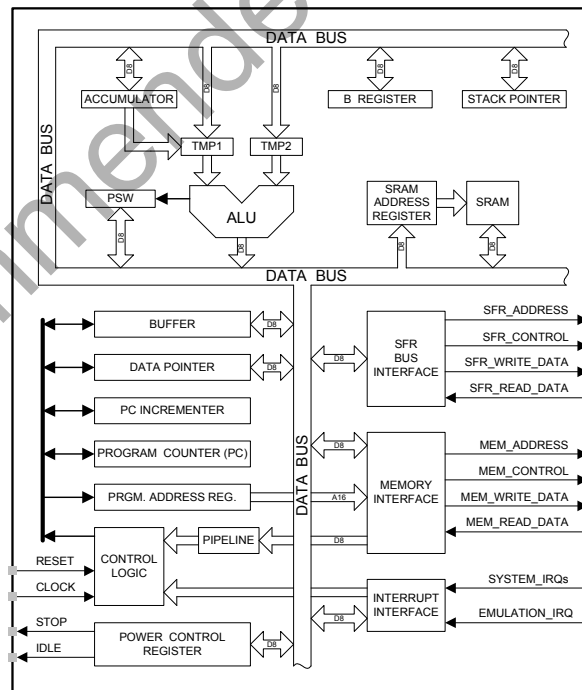 DATA BUS
D8
D8
D8
D8
D8
ACCUMULATOR
B REGISTER
STACK POINTER
DATA BUS
TMP1
TMP2
PSW
ALU
SRAM
ADDRESS
REGISTER
SRAM
D8
D8
D8
D8
DATA BUS
BUFFER
D8
DATA POINTER
D8
PC INCREMENTER
PROGRAM COUNTER (PC)
PRGM. ADDRESS REG.
A16
DATA BUS
D8
SFR
BUS
INTERFACE
SFR_ADDRESS
SFR_CONTROL
SFR_WRITE_DATA
SFR_READ_DATA
D8
MEMORY
INTERFACE
MEM_ADDRESS
MEM_CONTROL
MEM_WRITE_DATA
MEM_READ_DATA
PIPELINE
D8
RESET
CLOCK
CONTROL
LOGIC
INTERRUPT
INTERFACE
SYSTEM_IRQs
EMULATION_IRQ
D8
STOP
IDLE
POWER CONTROL
REGISTER
D8